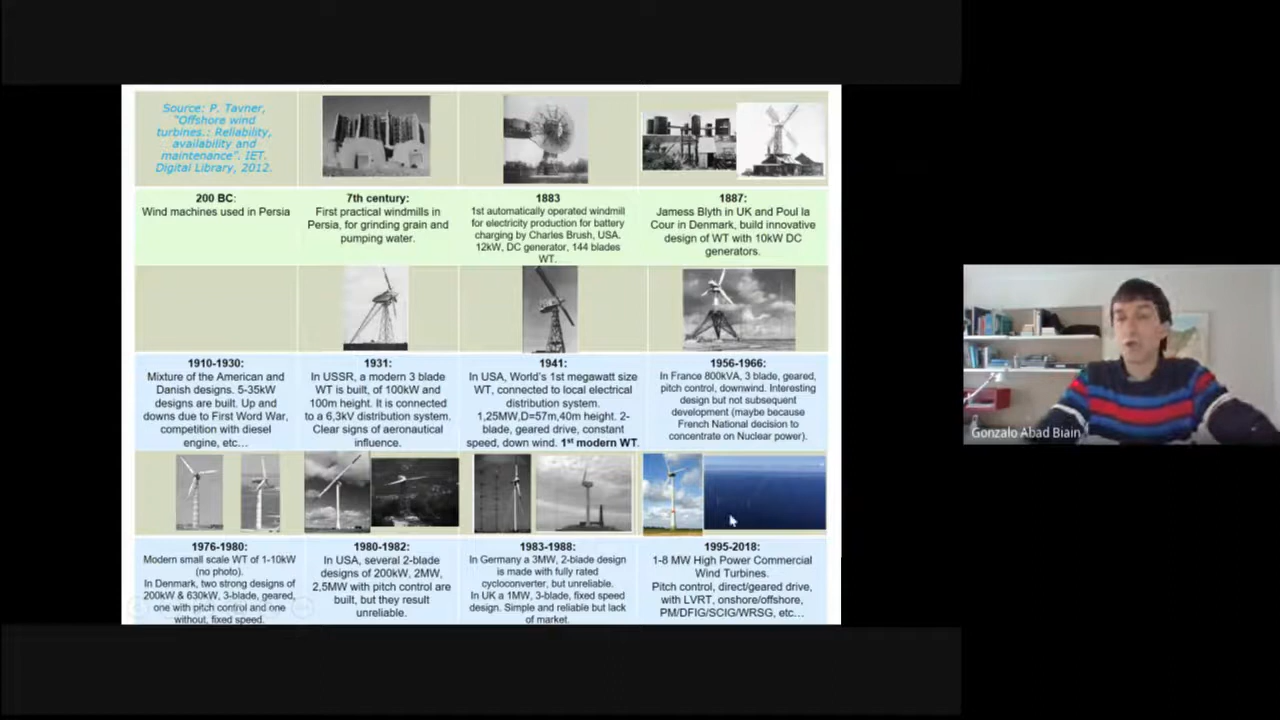 Source: P. Tavner,
"Offshore wind
turbines.: Reliability,
availability and
maintenance". IET.
Digital Library, 2012.
200 BC:
Wind machines used in Persia
7th century:
First practical windmills in
Persia, for grinding grain and
pumping water.
1883
1st automatically operated windmill
for electricity production for battery
charging by Charles Brush, USA.
12kW, DC generator, 144 blades
WT.
1887:
Jamess Blyth in UK and Poul la
Cour in Denmark, build innovative
design of WT with 10kW DC
generators.
1910-1930:
Mixture of the American and
Danish designs. 5-35kW
designs are built. Up and
downs due to First Word War,
competition with diesel
engine, etc...
1931:
In USSR, a modern 3 blade
WT is built, of 100kW and
100m height. It is connected
to a 6,3kV distribution system.
Clear signs of aeronautical
influence.
1941:
In USA, World's 1st megawatt size
WT, connected to local electrical
distribution system.
1,25MW,D=57m,40m height. 2-
blade, geared drive, constant
speed, down wind. 1st modern WT.
1956-1966:
In France 800kVA, 3 blade, geared,
pitch control, downwind. Interesting
design but not subsequent
development (maybe because
French National decision to
concentrate on Nuclear power).
1976-1980:
Modern small scale WT of 1-10kW
(no photo).
In Denmark, two strong designs of
200kW & 630kW, 3-blade, geared,
one with pitch control and one
without, fixed speed.
1980-1982:
In USA, several 2-blade
designs of 200kW, 2MW,
2,5MW with pitch control are
built, but they result
unreliable.
1983-1988:
In Germany a 3MW, 2-blade design
is made with fully rated
cycloconverter, but unreliable.
In UK a 1MW, 3-blade, fixed speed
design. Simple and reliable but lack
of market.
1995-2018:
1-8 MW High Power Commercial
Wind Turbines.
Pitch control, direct/geared drive,
with LVRT, onshore/offshore,
PM/DFIG/SCIG/WRSG, etc...
Gonzalo Abad Biain